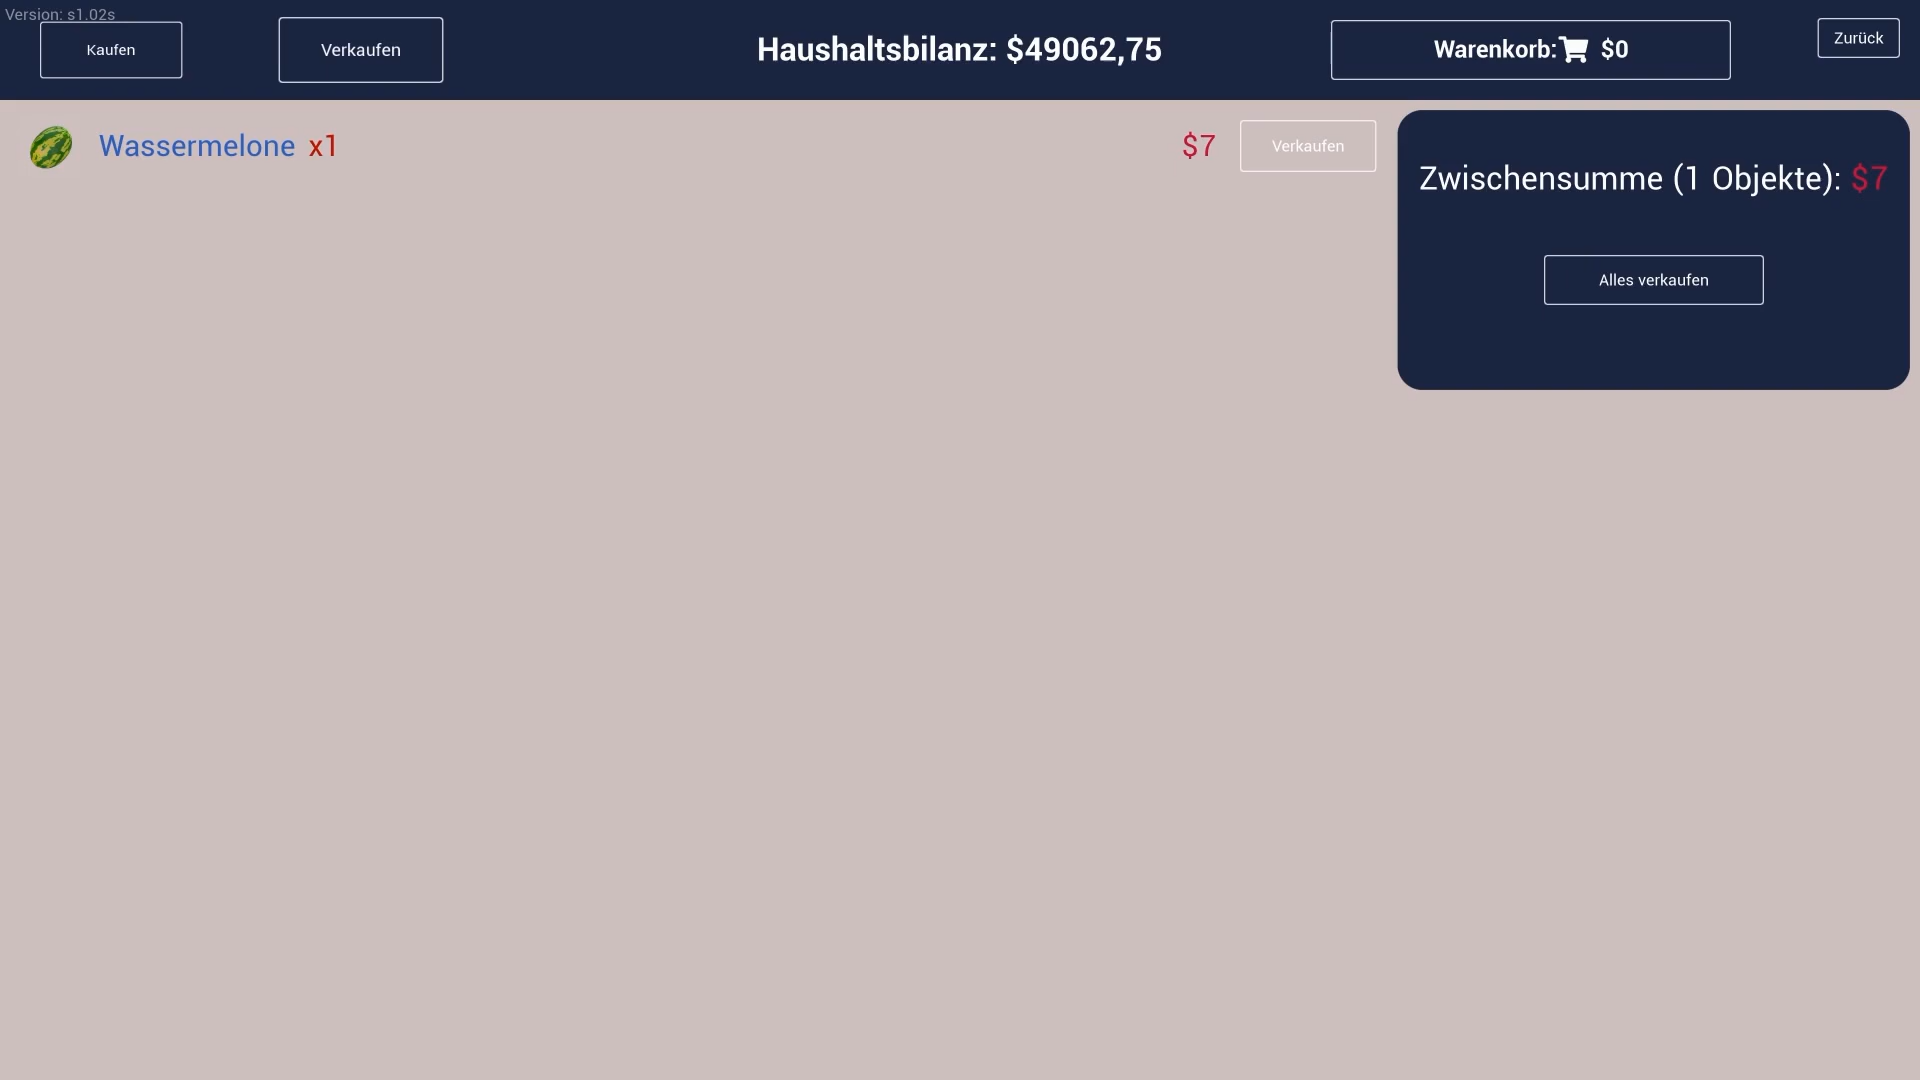 Version: s1.02s
Kaufen
Verkaufen
Haushaltsbilanz: $49062,75
Warenkorb: $0
Zurück
Wassermelone x1
$7
Verkaufen
Zwischensumme (1 Objekte): $7
Alles verkaufen